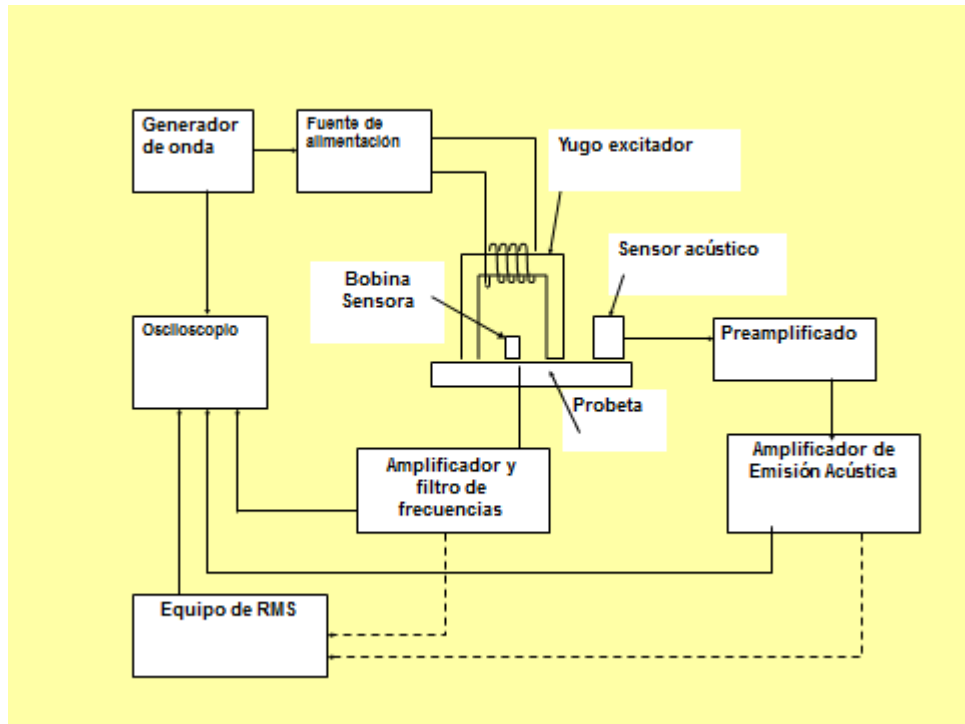 Generador
de onda
Fuente de
alimentación
Yugo excitador
Sensor acústico
Bobina
Sensora
Osciloscopio
Preamplificado
Probeta
Amplificador y
filtro de
frecuencias
Amplificador de
Emisión Acústica
Equipo de RMS